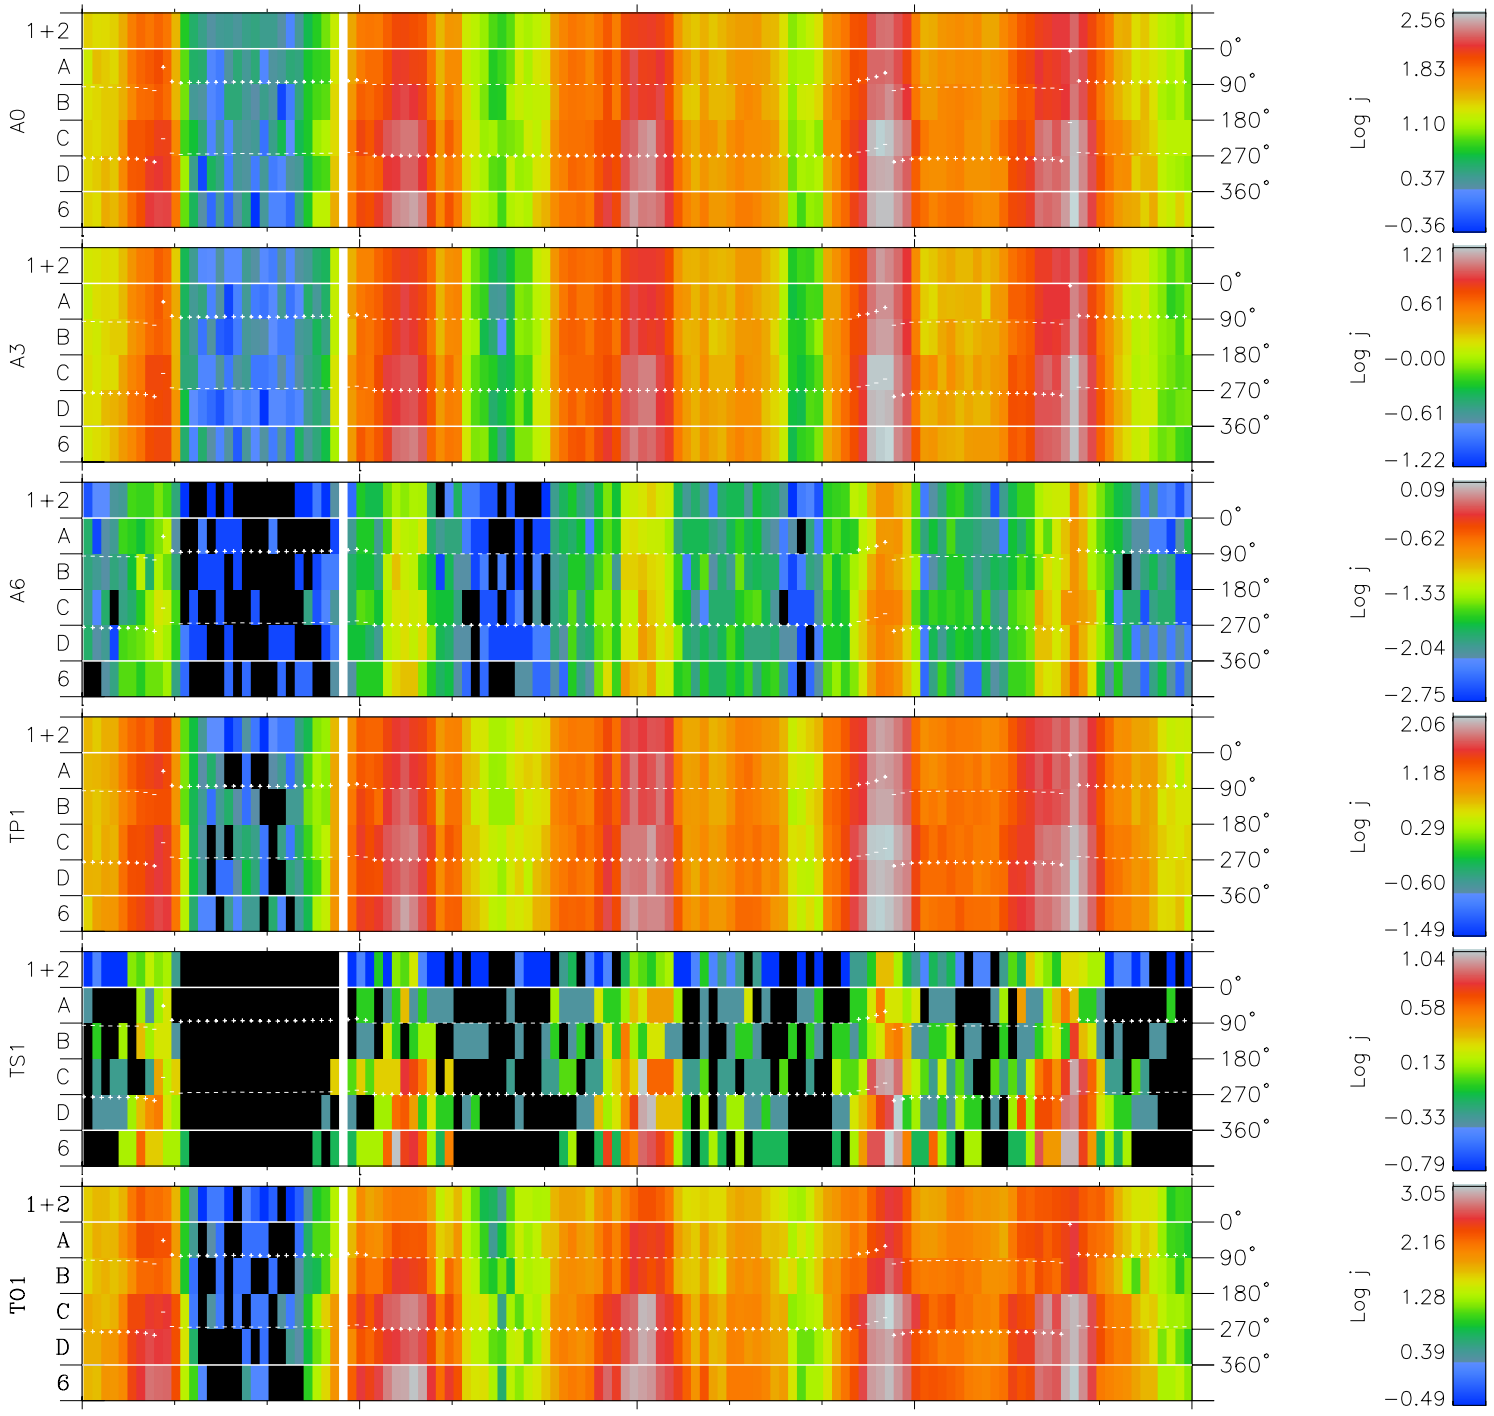 1+2
A
B
C
D
6
A0
0°
90°
180°
270°
360°
Log j
2.56
1.83
1.10
0.37
−0.36
1+2
A
B
C
D
6
A3
0°
90°
180°
270°
360°
Log j
1.21
0.61
−0.00
−0.61
−1.22
1+2
A
B
C
D
6
A6
0°
90°
180°
270°
360°
Log j
0.09
−0.62
−1.33
−2.04
−2.75
1+2
A
B
C
D
6
TP1
0°
90°
180°
270°
360°
Log j
2.06
1.18
0.29
−0.60
−1.49
1+2
A
B
C
D
6
TS1
0°
90°
180°
270°
360°
Log j
1.04
0.58
0.13
−0.33
−0.79
1+2
A
B
C
D
6
TO1
0°
90°
180°
270°
360°
Log j
3.05
2.16
1.28
0.39
−0.49